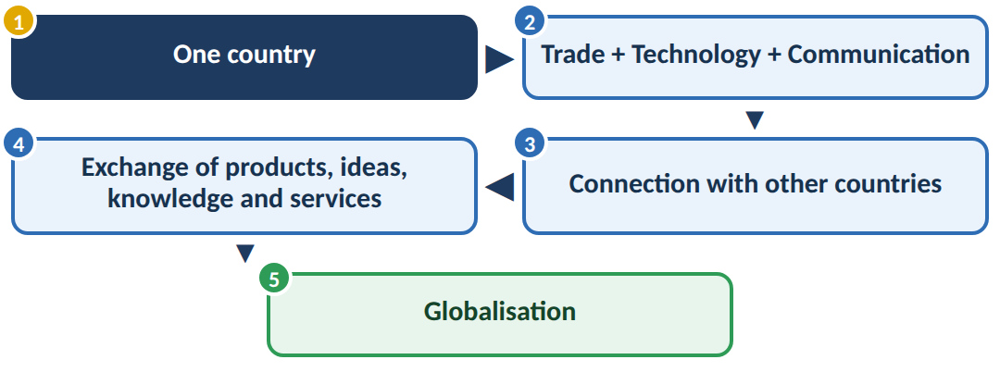 1
One country
2
Trade + Technology + Communication
3
Connection with other countries
4
Exchange of products, ideas,
knowledge and services
5
Globalisation